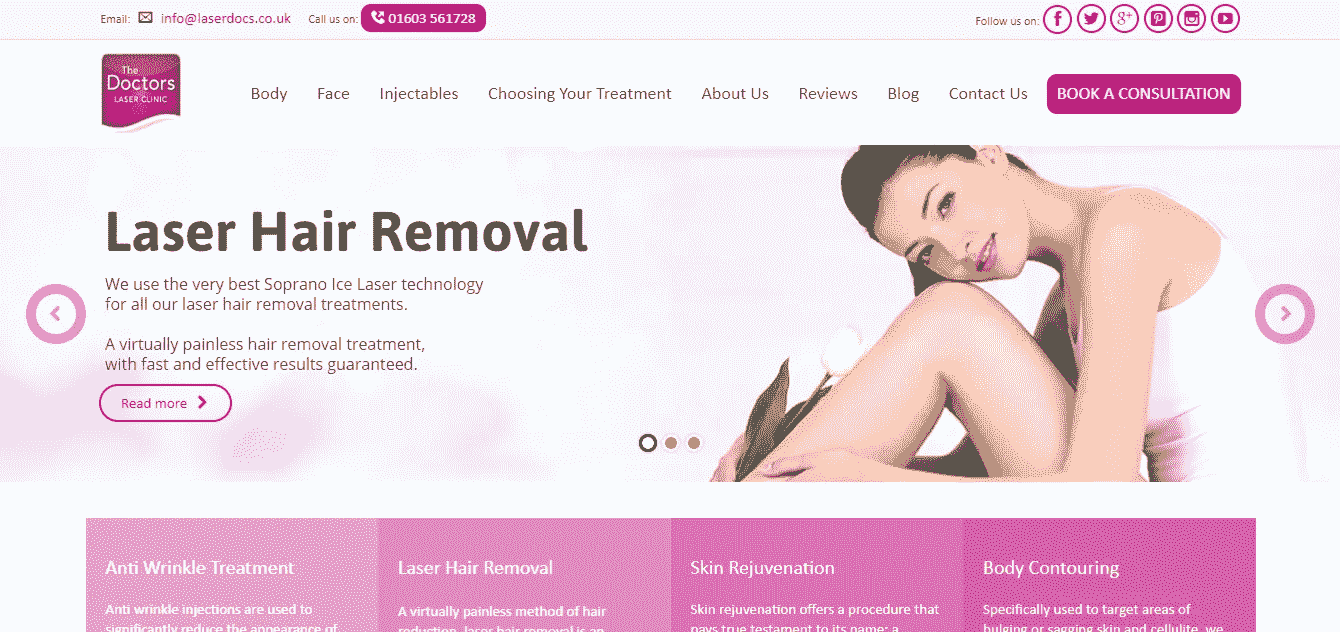 Email: info@laserdocs.co.uk Call us on: 01603 561728 Follow us on:
The
Doctors
LASER CLINIC
Body Face Injectables Choosing Your Treatment About Us Reviews Blog Contact Us BOOK A CONSULTATION
Laser Hair Removal
We use the very best Soprano Ice Laser technology
for all our laser hair removal treatments.
A virtually painless hair removal treatment,
with fast and effective results guaranteed.
Read more
Anti Wrinkle Treatment
Anti wrinkle injections are used to
significantly reduce the appearance of
Laser Hair Removal
A virtually painless method of hair
reduction, laser hair removal is an
Skin Rejuvenation
Skin rejuvenation offers a procedure that
pays true testament to its name; a
Body Contouring
Specifically used to target areas of
bulging or sagging skin and cellulite, we